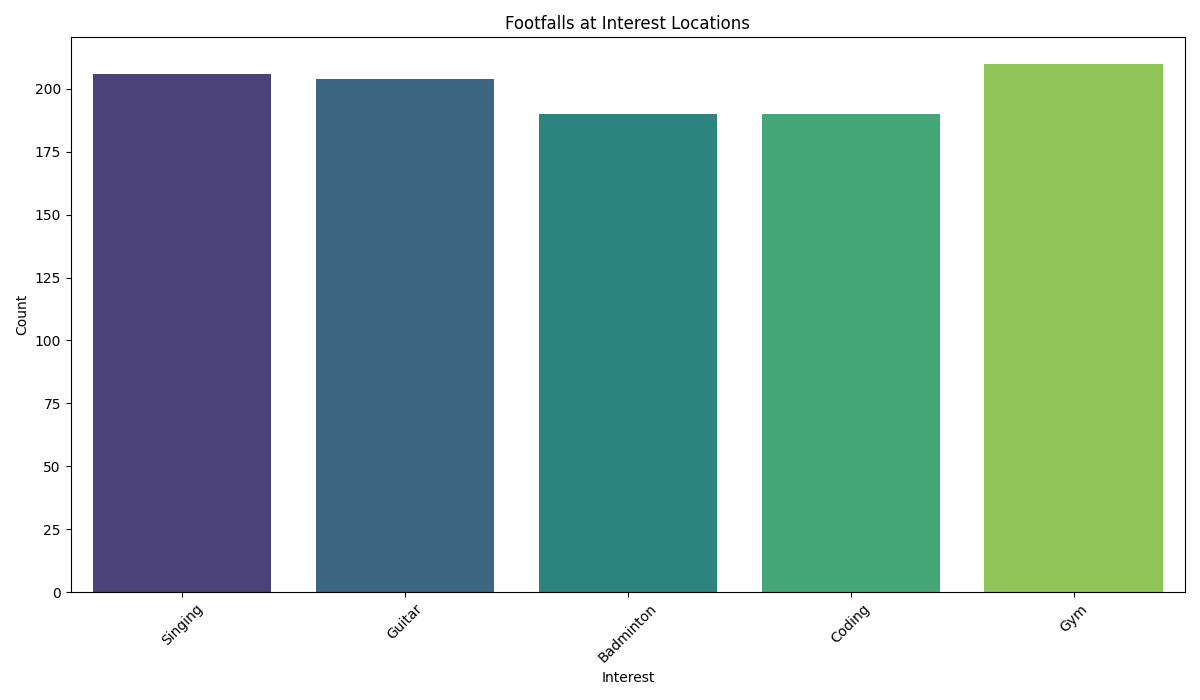 Footfalls at Interest Locations
Count
200
175
150
125
100
75
50
25
0
Singing
Guitar
Badminton
Coding
Gym
Interest